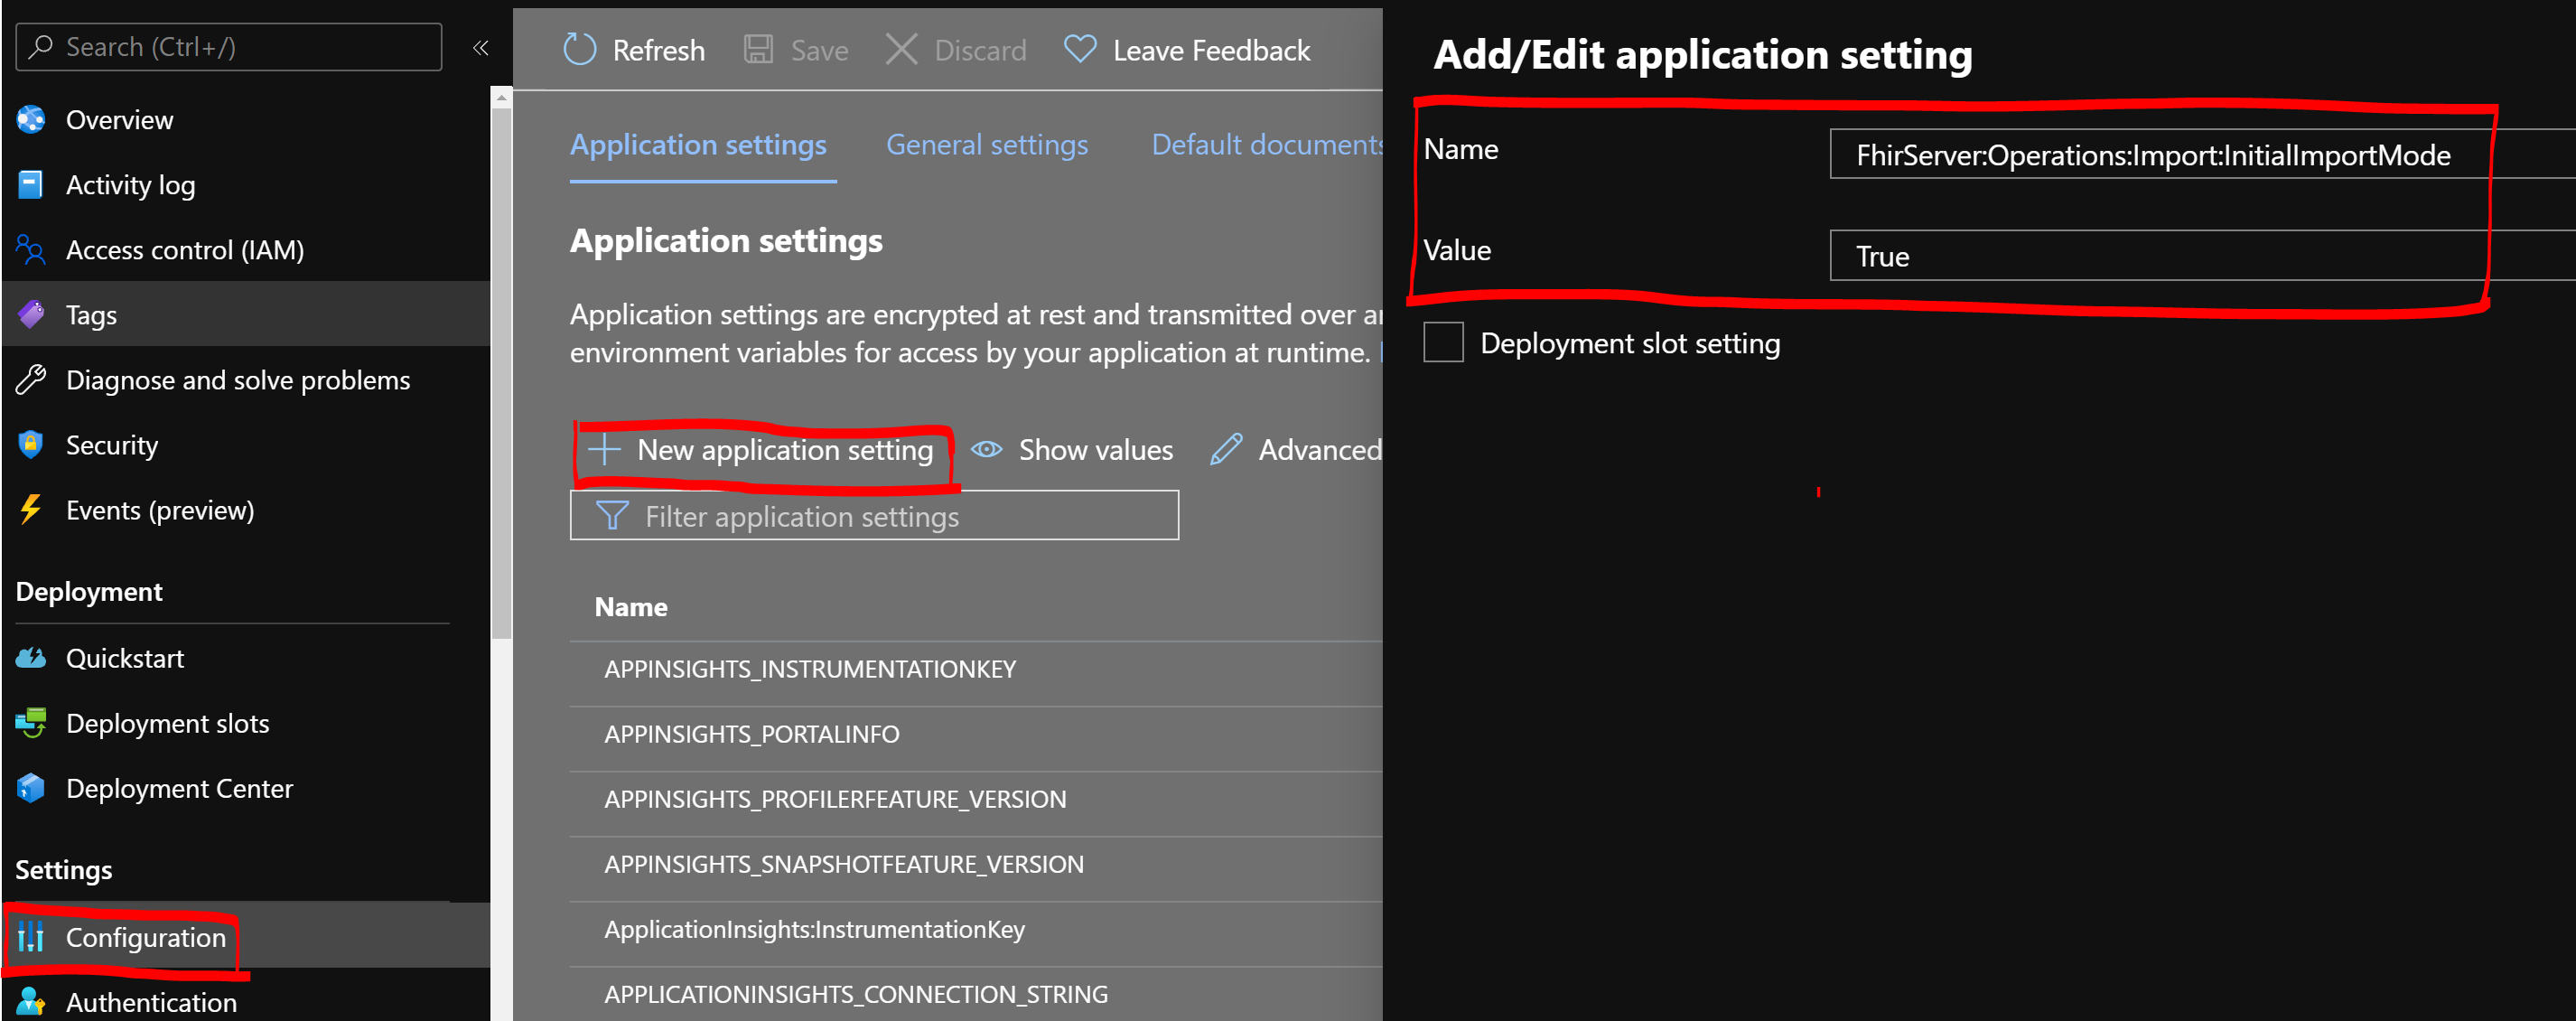 Search (Ctrl+/)
«
Overview
Activity log
Access control (IAM)
Tags
Diagnose and solve problems
Security
Events (preview)
Deployment
Quickstart
Deployment slots
Deployment Center
Settings
Configuration
Authentication
Refresh Save Discard Leave Feedback
Application settings General settings Default documents
Application settings
Application settings are encrypted at rest and transmitted over
environment variables for access by your application at runtime.
New application setting Show values Advanced
Filter application settings
Name
APPINSIGHTS_INSTRUMENTATIONKEY
APPINSIGHTS_PORTALINFO
APPINSIGHTS_PROFILERFEATURE_VERSION
APPINSIGHTS_SNAPSHOTFEATURE_VERSION
ApplicationInsights:InstrumentationKey
APPLICATIONINSIGHTS_CONNECTION_STRING
Add/Edit application setting
Name FhirServer:Operations:Import:InitialImportMode
Value True
Deployment slot setting